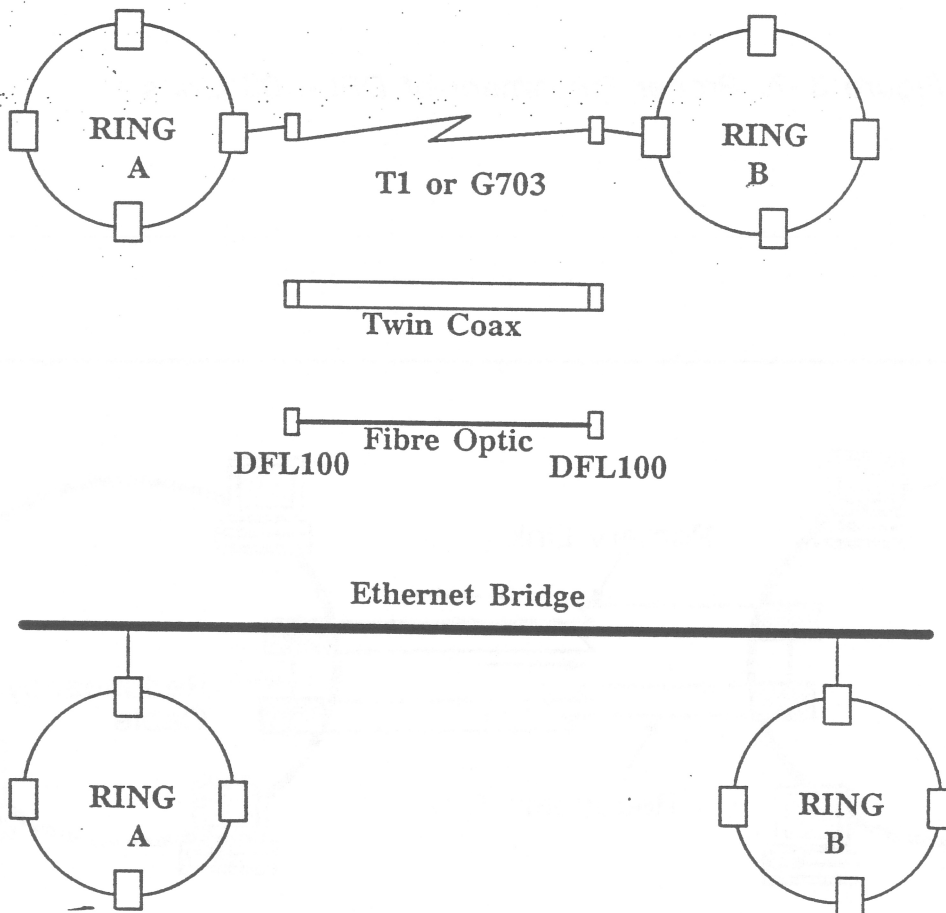 RING
A
RING
B
T1 or G703
Twin Coax
Fibre Optic
DFL100
DFL100
Ethernet Bridge
RING
A
RING
B